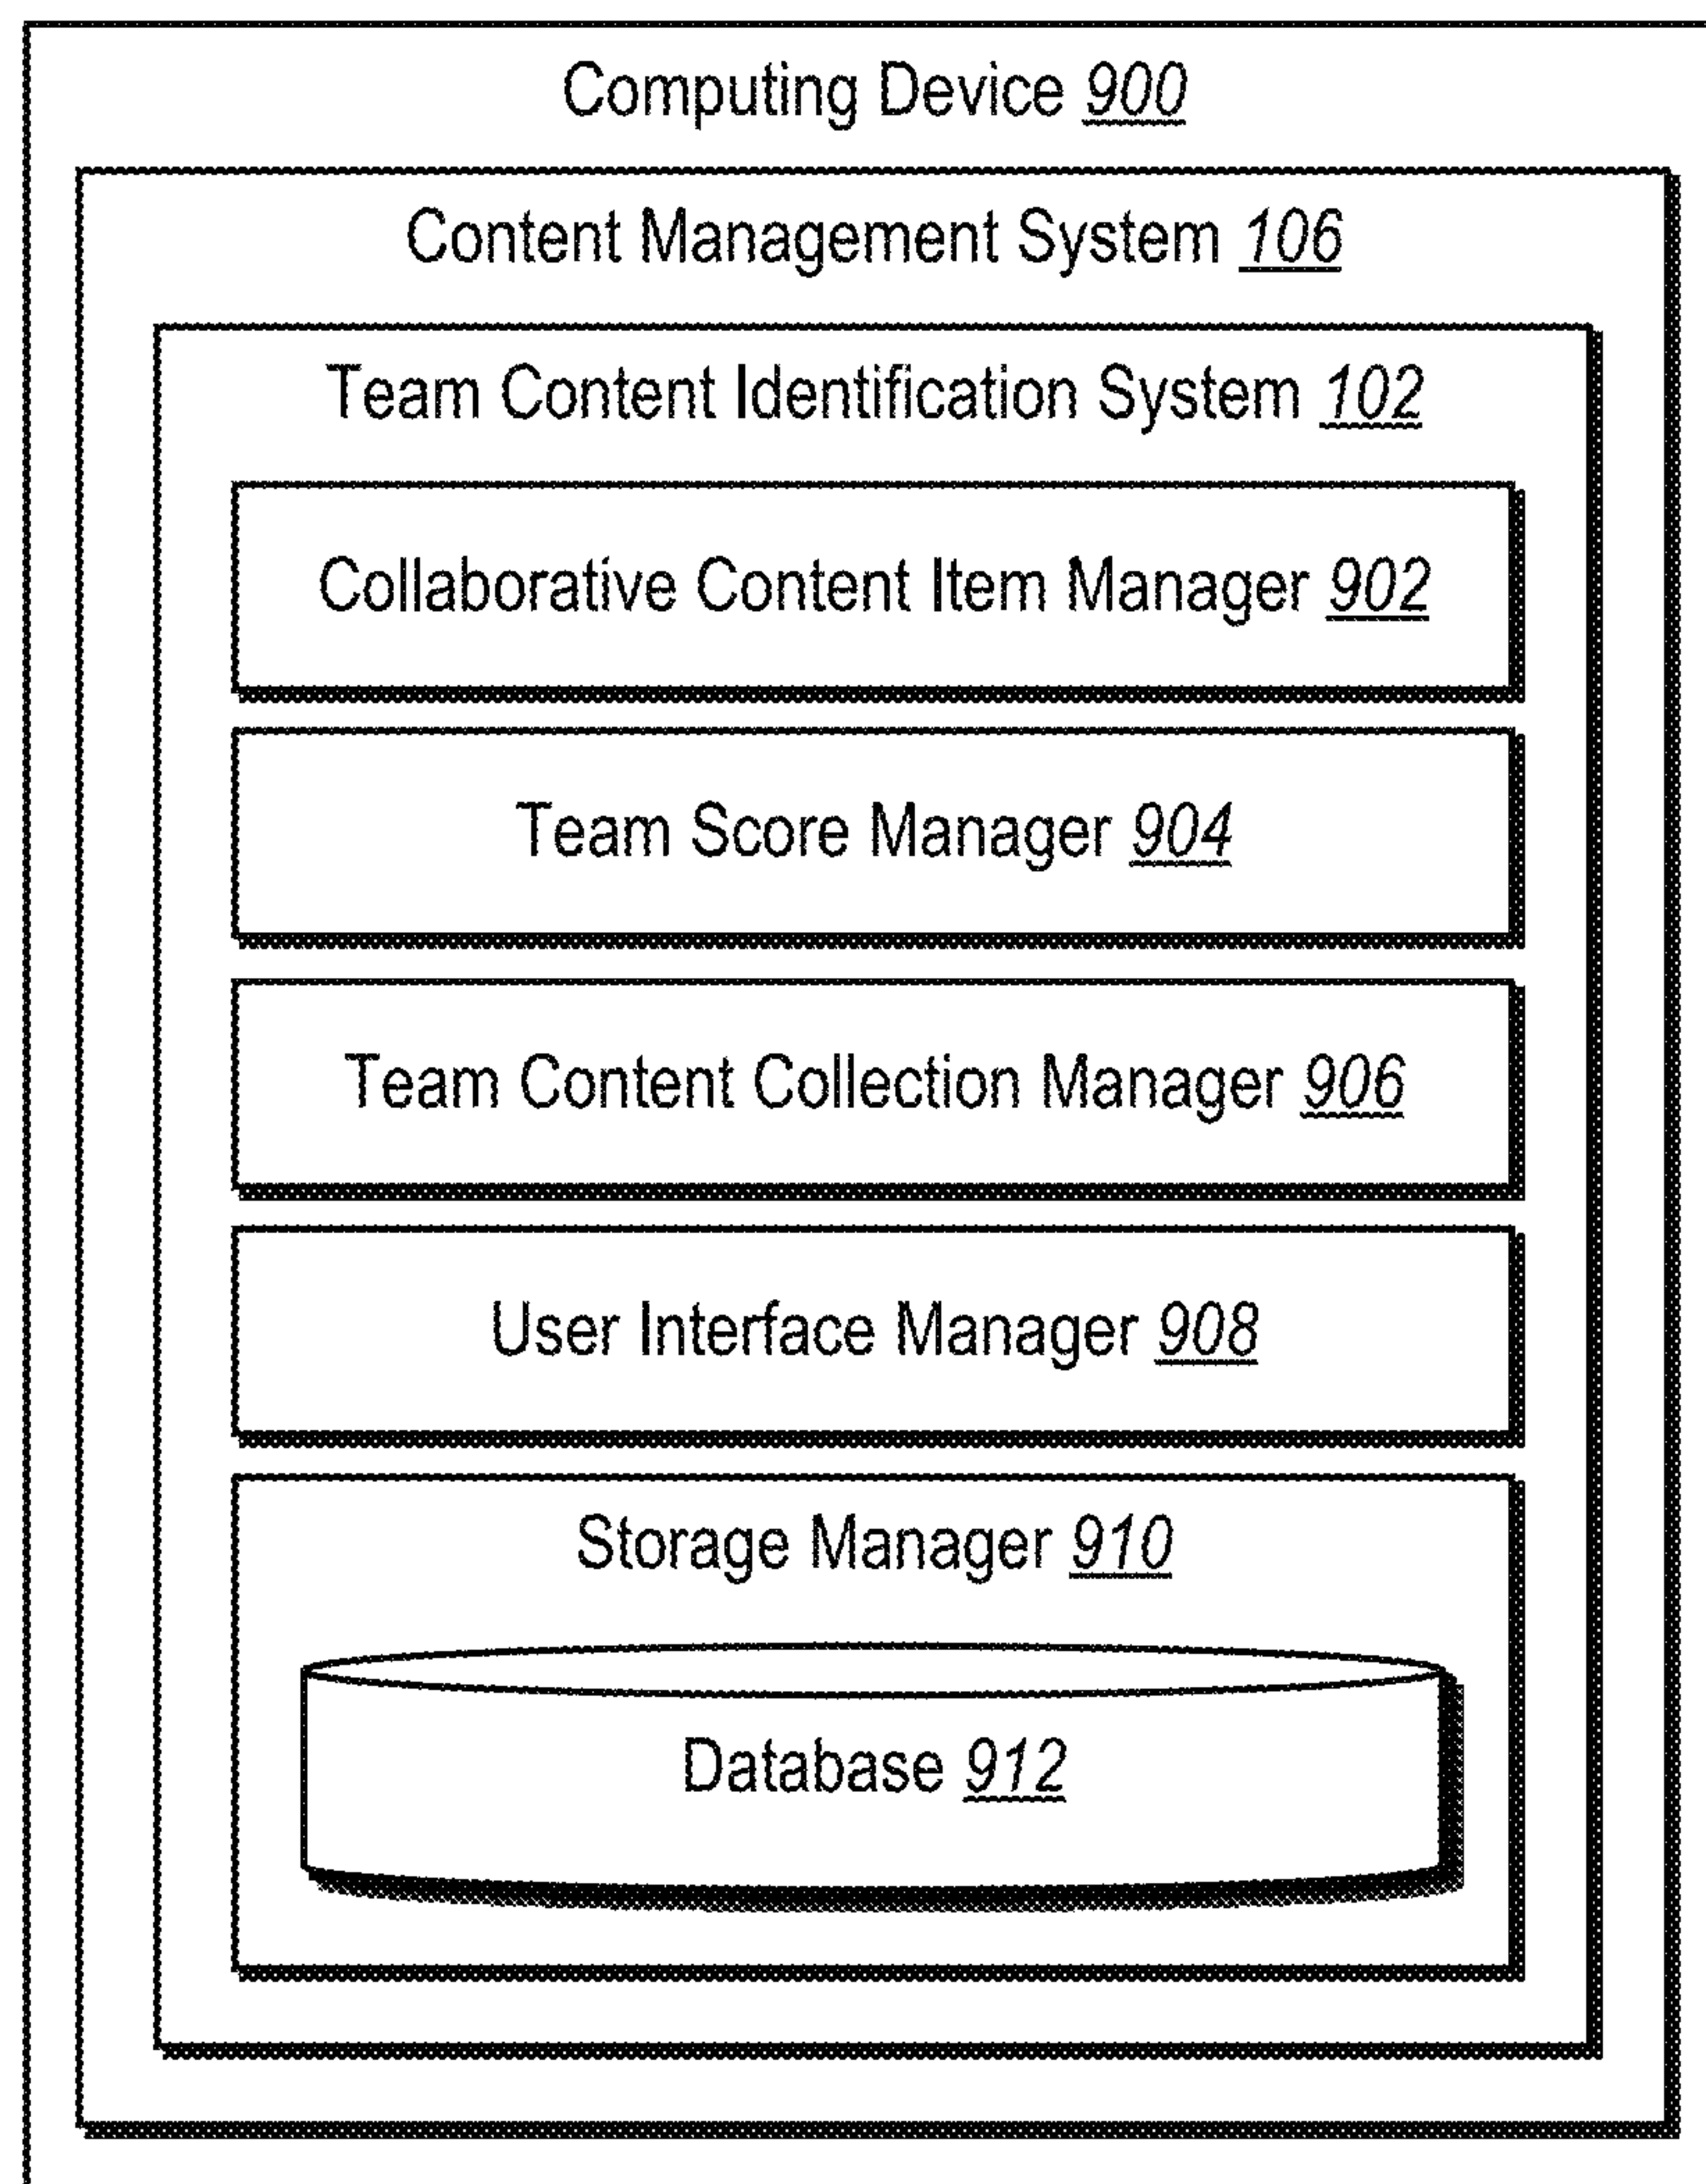 Computing Device 900
Content Management System 106
Team Content Identification System 102
Collaborative Content Item Manager 902
Team Score Manager 904
Team Content Collection Manager 906
User Interface Manager 908
Storage Manager 910
Database 912